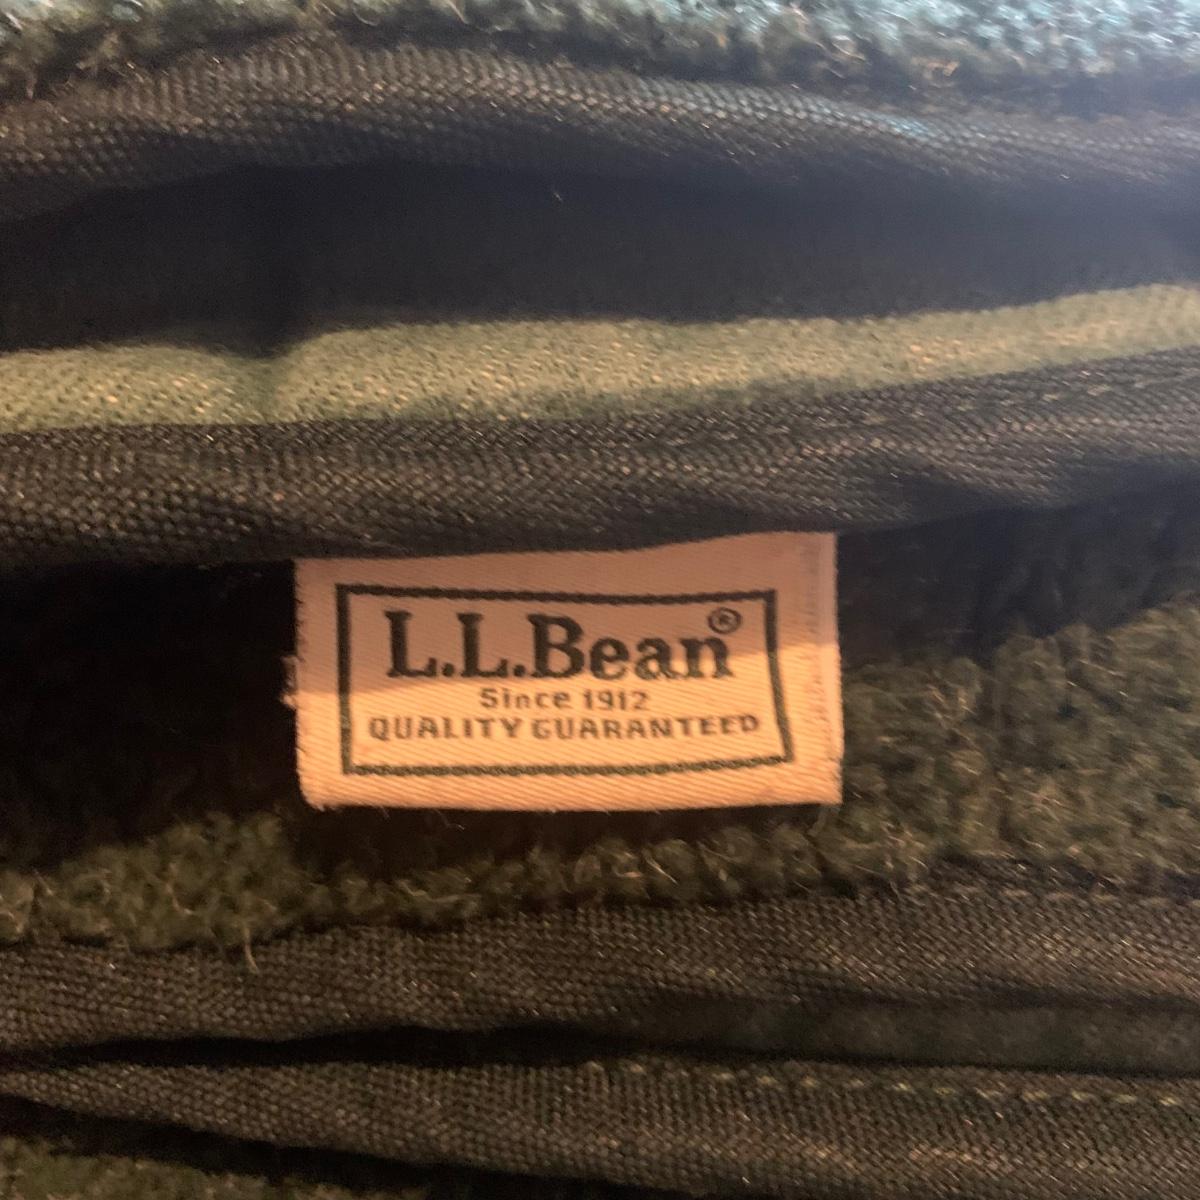 L.L.Bean®
Since 1912
QUALITY GUARANTEED